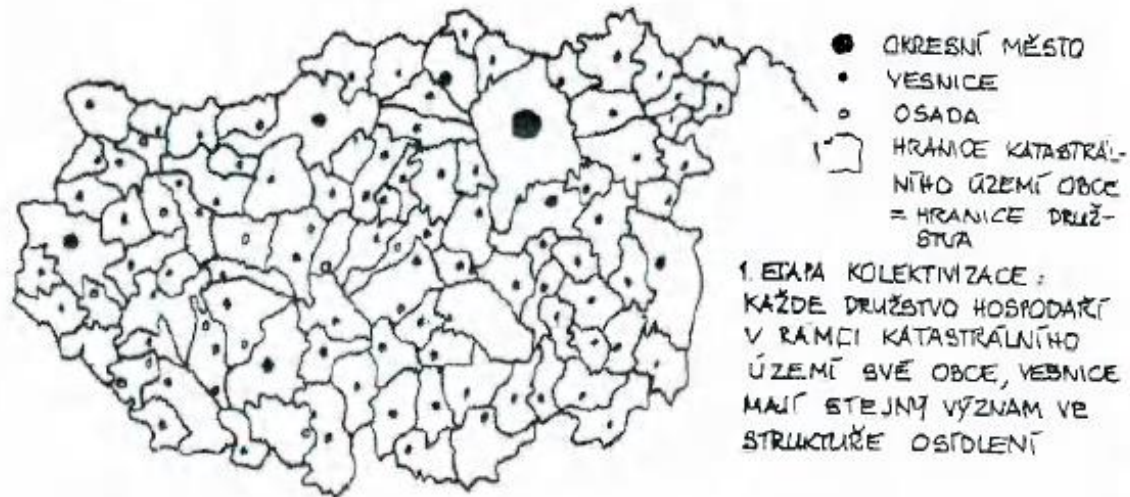 OKRESNÍ MĚSTO
VESNICE
OSADA
HRANICE KATASTRÁL-
NÍHO ÚZEMÍ OBCE
= HRANICE DRUŽ-
STVA
1. ETAPA KOLEKTIVIZACE :
KAŽDE DRUŽSTVO HOSPODAŘÍ
V RÁMCI KATASTRÁLNÍHO
ÚZEMÍ SVÉ OBCE, VESNICE
MAJÍ STEJNÝ VÝZNAM VE
STRUKTUŘE OSÍDLENÍ